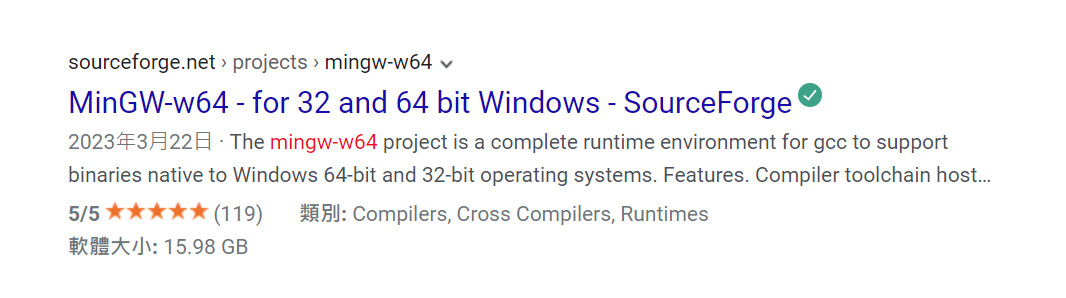 sourceforge.net › projects › mingw-w64
MinGW-w64 - for 32 and 64 bit Windows - SourceForge
2023年3月22日 · The mingw-w64 project is a complete runtime environment for gcc to support
binaries native to Windows 64-bit and 32-bit operating systems. Features. Compiler toolchain host…
5/5 ★★★★★ (119) 類別: Compilers, Cross Compilers, Runtimes
軟體大小: 15.98 GB